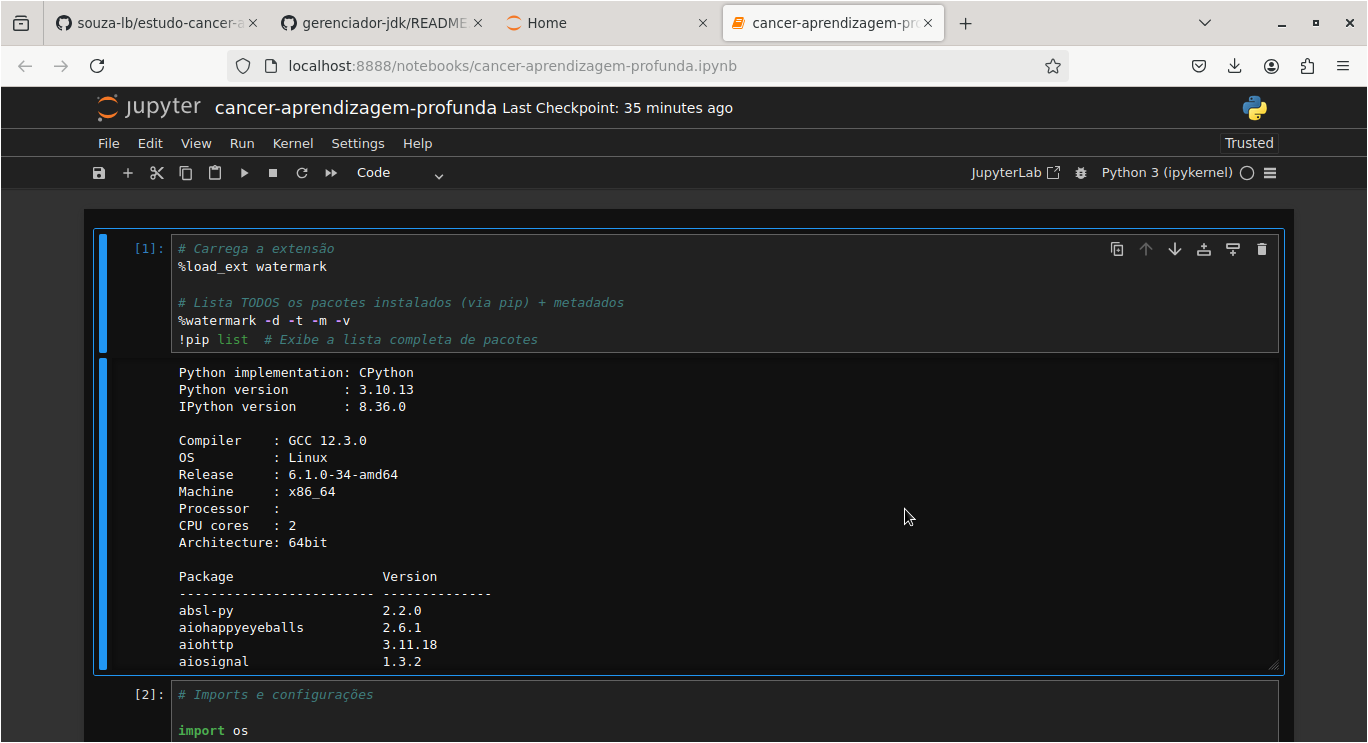 souza-lb/estudo-cancer-a
gerenciador-jdk/README
Home
cancer-aprendizagem-pro
localhost:8888/notebooks/cancer-aprendizagem-profunda.ipynb
jupyter cancer-aprendizagem-profunda Last Checkpoint: 35 minutes ago
File Edit View Run Kernel Settings Help Trusted
Code JupyterLab Python 3 (ipykernel)
[1]: # Carrega a extensão
%load_ext watermark
# Lista TODOS os pacotes instalados (via pip) + metadados
%watermark -d -t -m -v
!pip list  # Exibe a lista completa de pacotes
Python implementation: CPython
Python version       : 3.10.13
IPython version      : 8.36.0
Compiler    : GCC 12.3.0
OS          : Linux
Release     : 6.1.0-34-amd64
Machine     : x86_64
Processor   :
CPU cores   : 2
Architecture: 64bit
Package                   Version
------------------------- --------------
absl-py                   2.2.0
aiohappyeyeballs          2.6.1
aiohttp                   3.11.18
aiosignal                 1.3.2
[2]: # Imports e configurações
import os